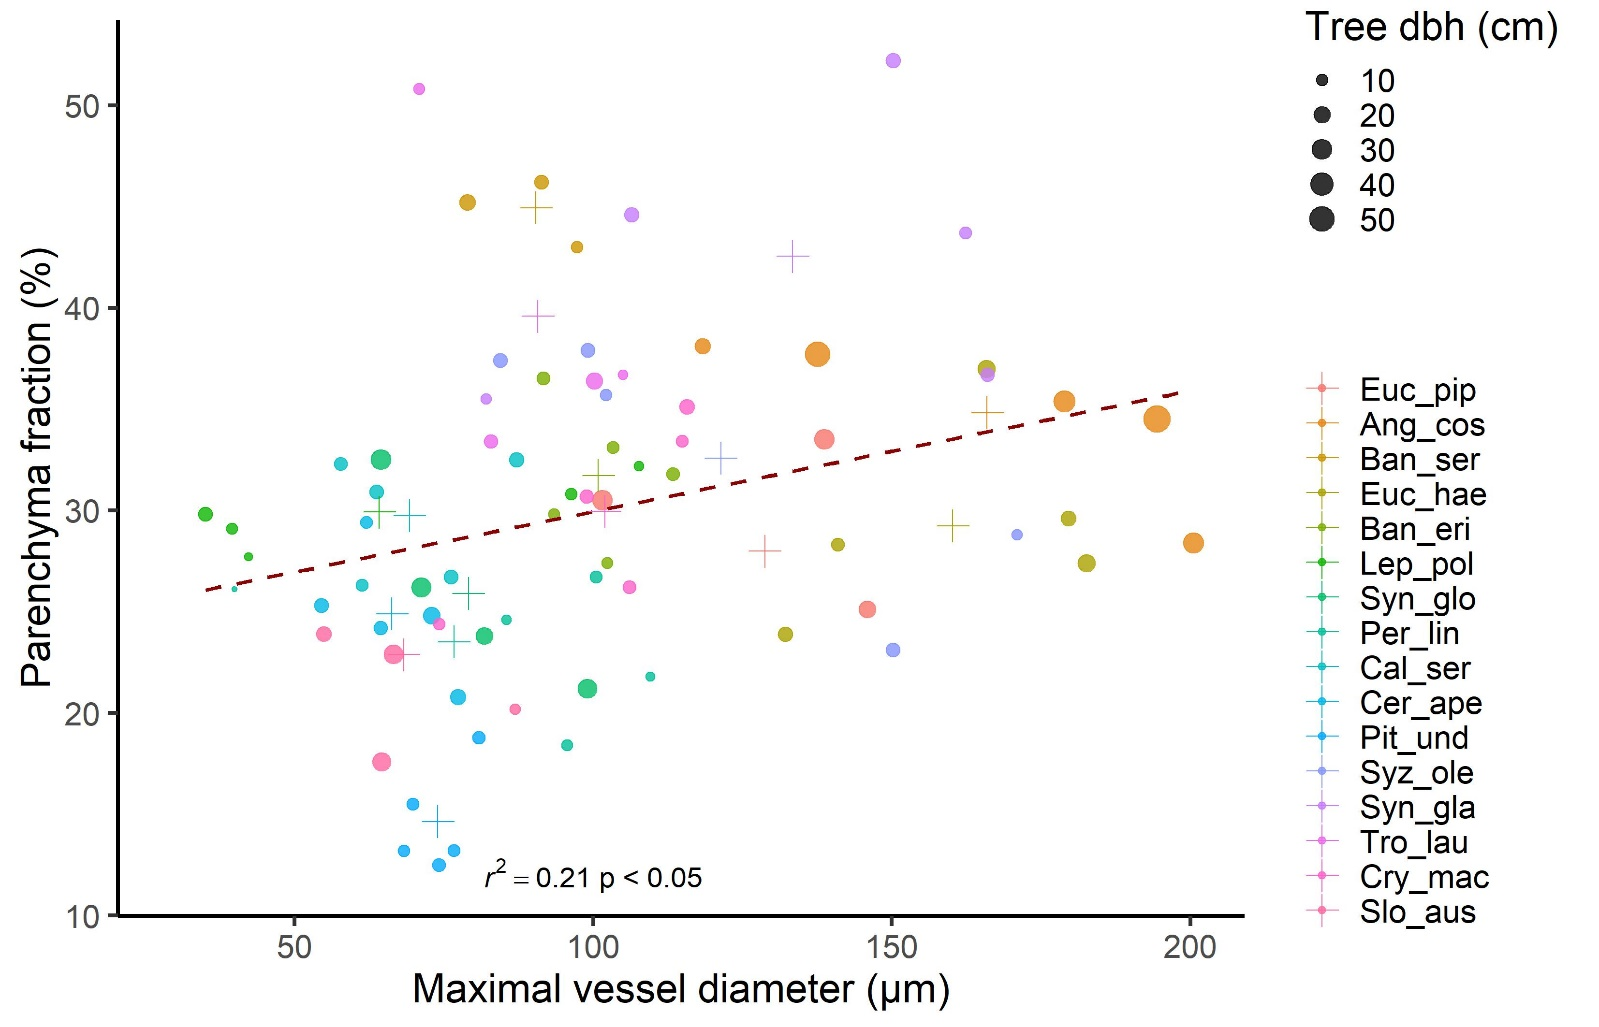 Tree dbh (cm)
10
20
30
40
50
Euc_pip
Ang_cos
Ban_ser
Euc_hae
Ban_eri
Lep_pol
Syn_glo
Per_lin
Cal_ser
Cer_ape
Pit_und
Syz_ole
Syn_gla
Tro_lau
Cry_mac
Slo_aus
Parenchyma fraction (%)
50
40
30
20
10
r² = 0.21 p < 0.05
50 100 150 200
Maximal vessel diameter (µm)